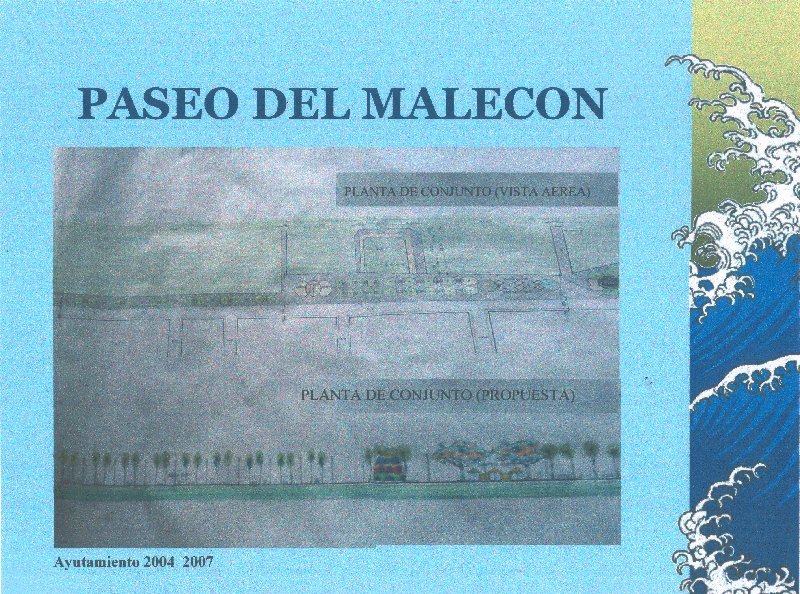 PASEO DEL MALECON
PLANTA DE CONJUNTO (VISTA AEREA)
PLANTA DE CONJUNTO (PROPUESTA)
Ayutamiento 2004 2007